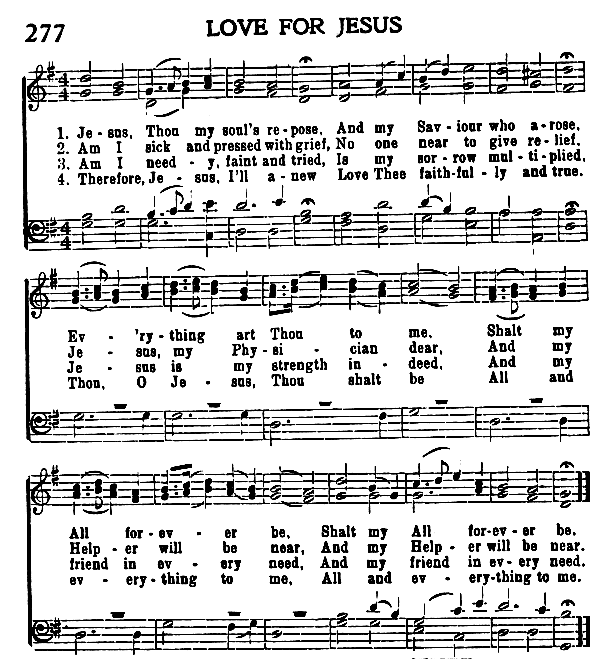 277
LOVE FOR JESUS
1. Je - sus, Thou my soul's re - pose, And my Sav - iour who a - rose,
2. Am I sick and pressed with grief, No one near to give re - lief.
3. Am I need - y, faint and tried, Is my sor - row mul - ti - plied,
4. Therefore, Je - sus, I'll a - new Love Thee faith - ful - ly and true.
Ev - 'ry - thing art Thou to me. Shalt my
Je - sus, my Phy - si - cian dear, And my
Je - sus is my strength in - deed, And my
Thou, O Je - sus, Thou shalt be All and
All for - ev - er be, Shalt my All for - ev - er be.
Help - er will be near, And my Help - er will be near.
friend in ev - ery need, And my friend in ev - ery need.
ev - ery - thing to me, All and ev - ery - thing to me.